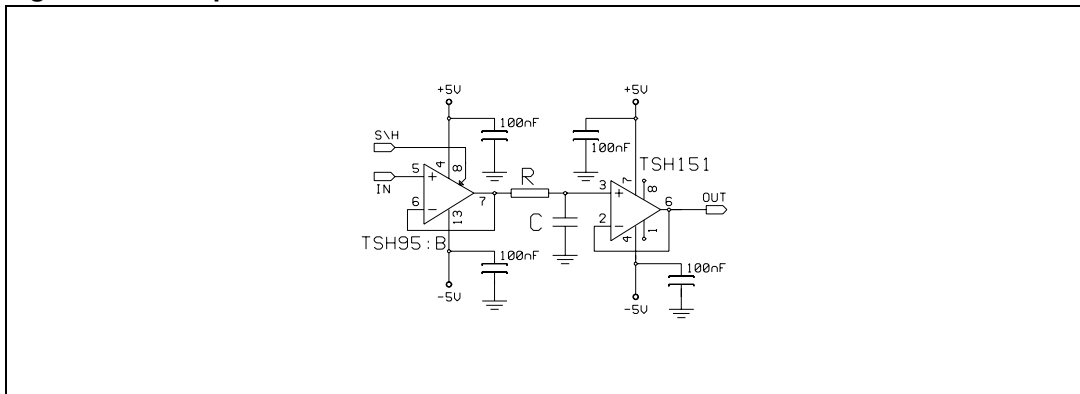 +5V
+5V
100nF
S\H
100nF
TSH151
4
8
5
+
IN
6
-
7
13
R
C
TSH95:B
3
+
2
-
7
8
6
OUT
4
1
100nF
-5V
100nF
-5V